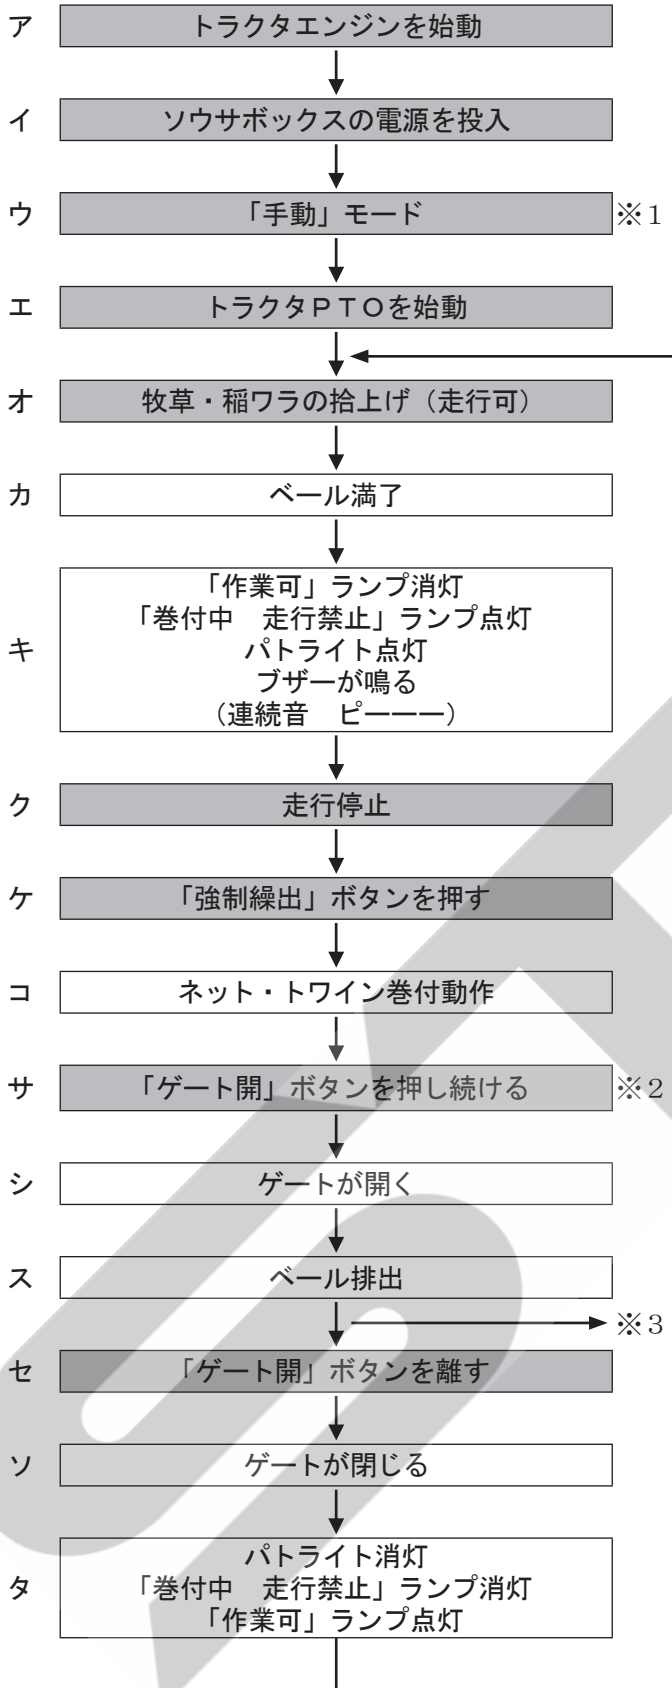 ア トラクタエンジンを始動
イ ソウサボックスの電源を投入
ウ 「手動」モード ※1
エ トラクタPTOを始動
オ 牧草・稲ワラの拾上げ（走行可）
カ ベール満了
「作業可」ランプ消灯
「巻付中　走行禁止」ランプ点灯
キ パトライト点灯
ブザーが鳴る
（連続音　ピーーー）
ク 走行停止
ケ 「強制繰出」ボタンを押す
コ ネット・トワイン巻付動作
サ 「ゲート開」ボタンを押し続ける ※2
シ ゲートが開く
ス ベール排出
※3
セ 「ゲート開」ボタンを離す
ソ ゲートが閉じる
パトライト消灯
タ 「巻付中　走行禁止」ランプ消灯
「作業可」ランプ点灯